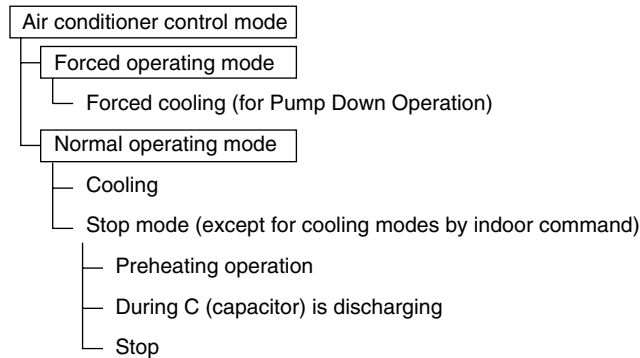 Air conditioner control mode
Forced operating mode
Forced cooling (for Pump Down Operation)
Normal operating mode
Cooling
Stop mode (except for cooling modes by indoor command)
Preheating operation
During C (capacitor) is discharging
Stop